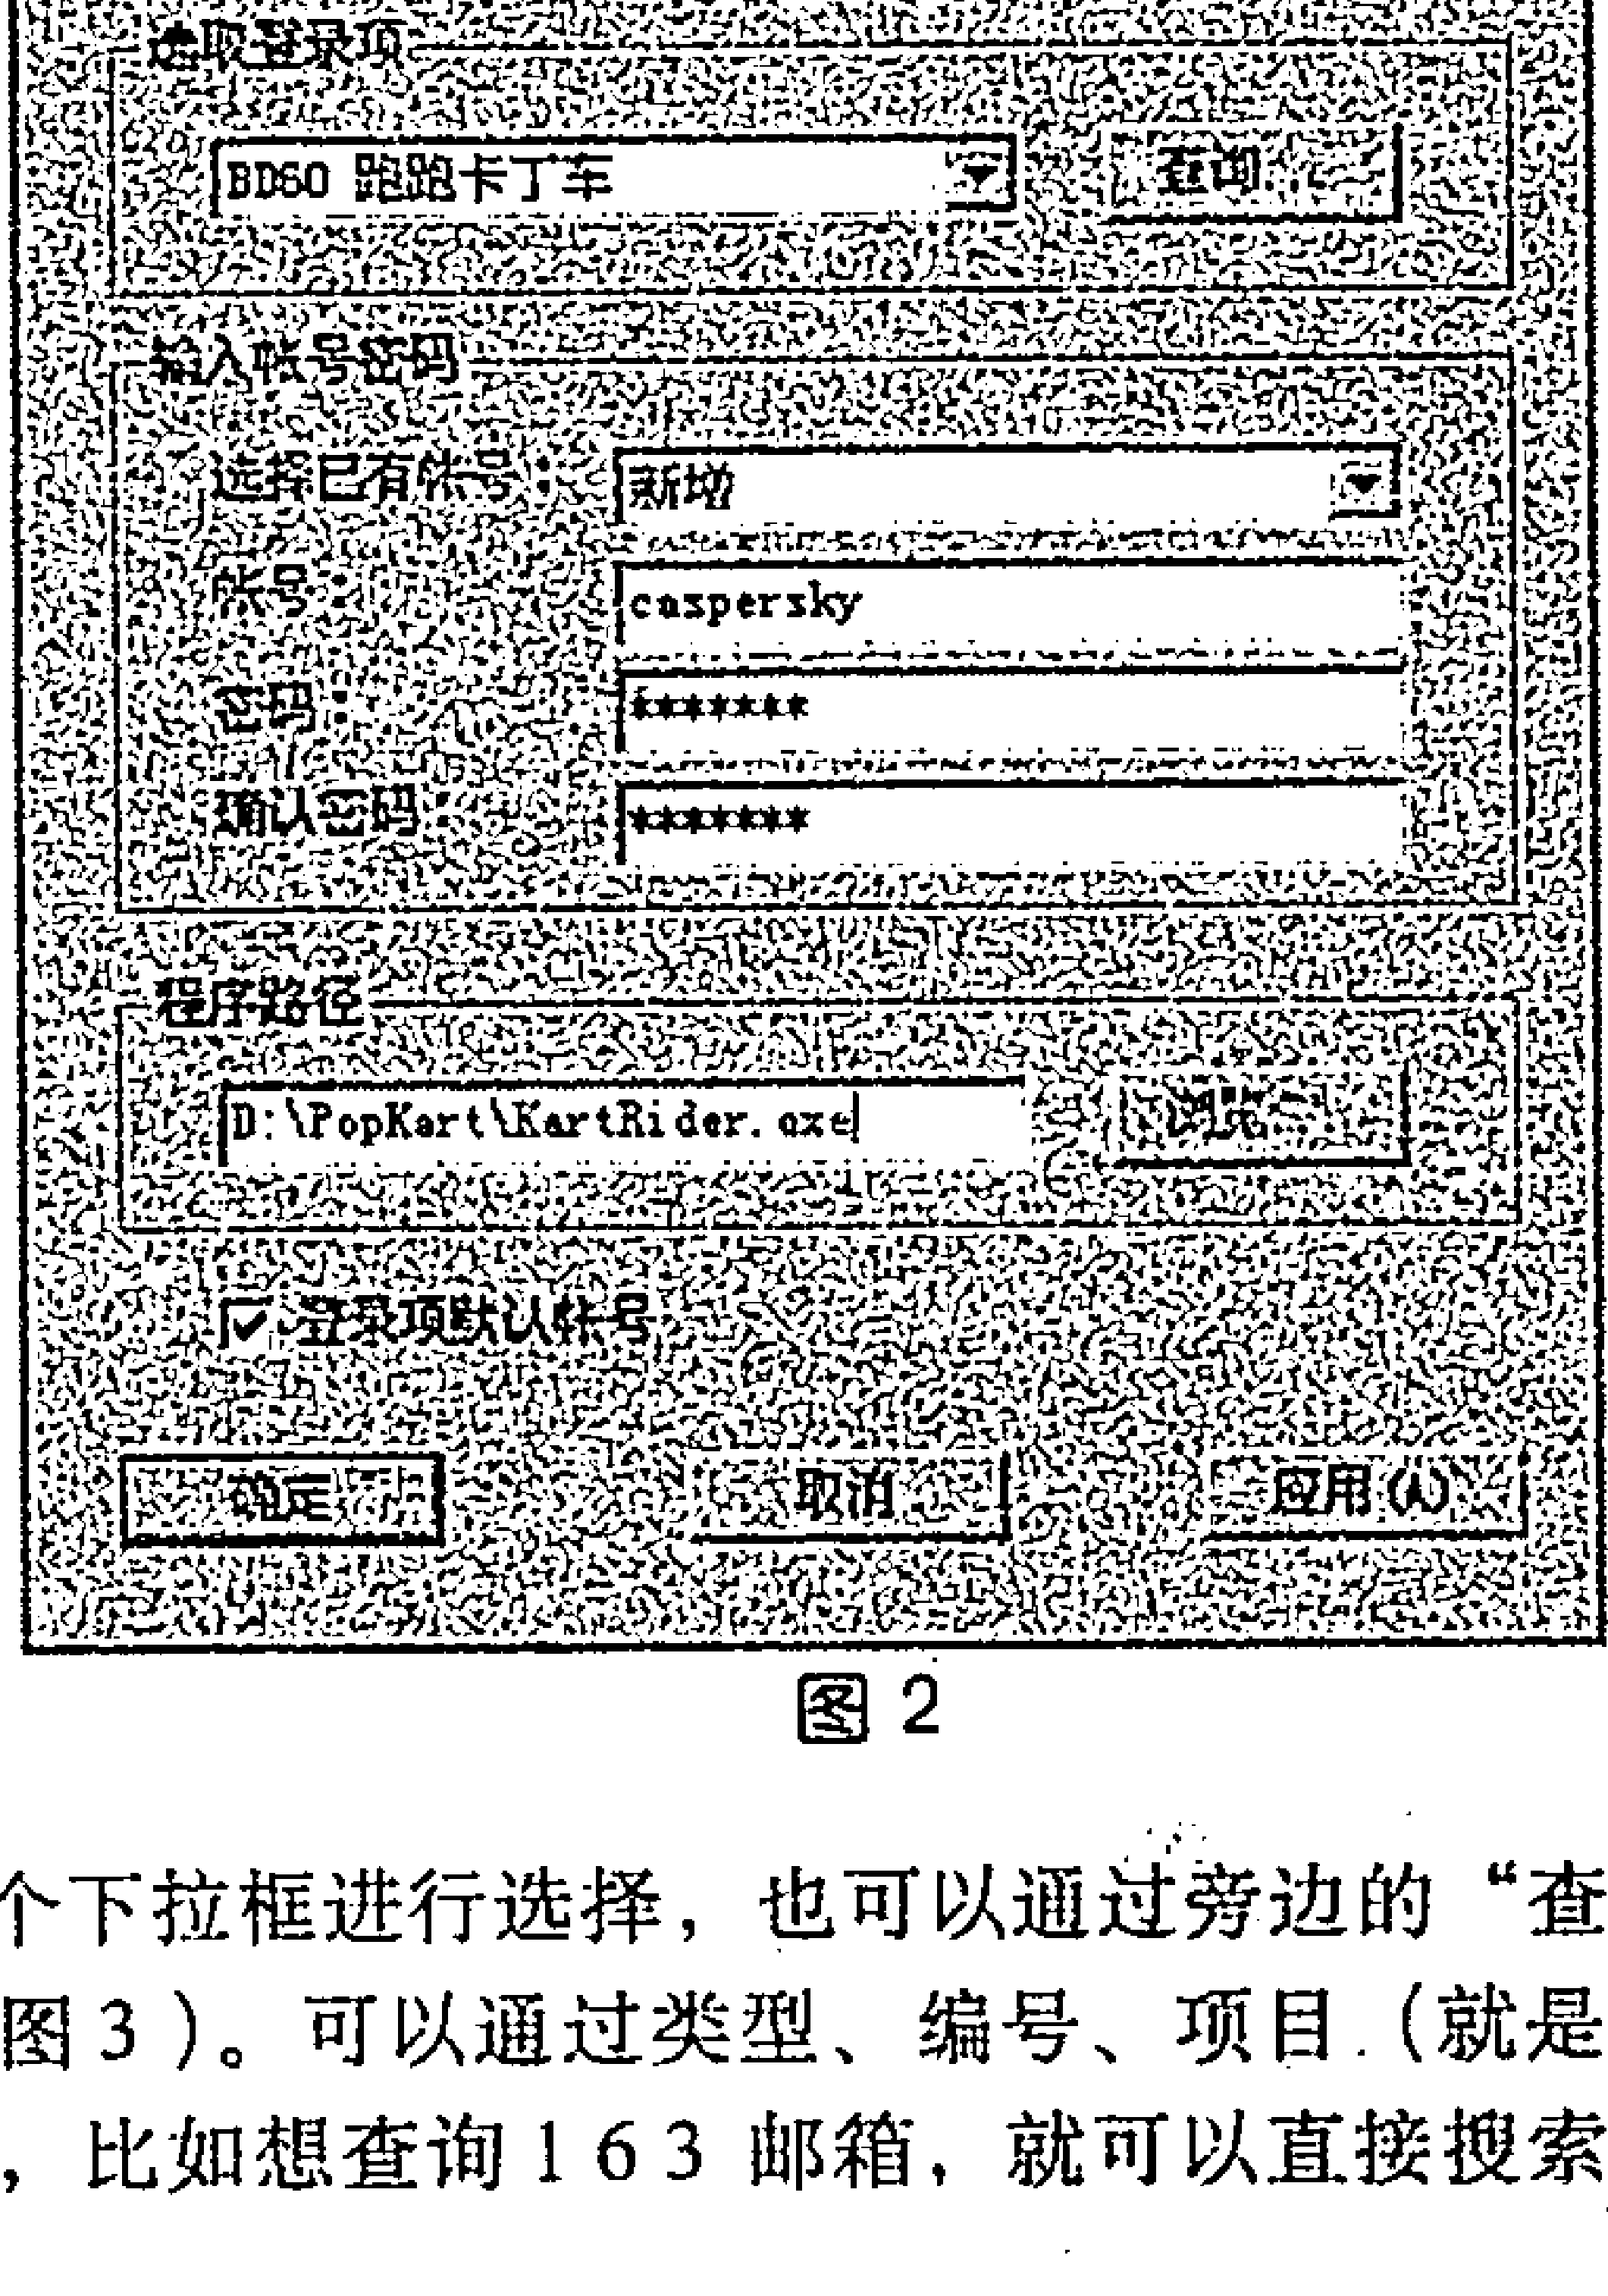 选取登录项
BD60 跑跑卡丁车
查询
输入帐号密码
选择已有帐号:
新增
帐号:
caspersky
密码:
*******
确认密码
*******
程序路径
D:\PopKart\KartRider.exe
浏览
登录项默认帐号
确定
取消
应用(A)
图 2
个下拉框进行选择，也可以通过旁边的“查
图3）。可以通过类型、编号、项目（就是
，比如想查询163 邮箱，就可以直接搜索